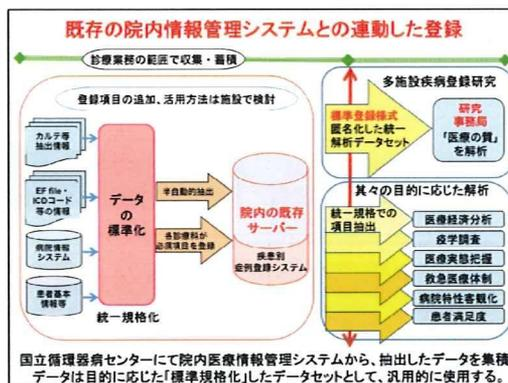 既存の院内情報管理システムとの連動した登録
診療業務の範囲で収集・蓄積
登録項目の追加、活用方法は施設で検討
カルテ等
抽出情報
EF file・
ICDコード
等の情報
病院情報
システム
患者基本
情報等
データ
の
標準化
統一規格化
半自動的抽出
各診療科が
必須項目を登録
院内の既存
サーバー
疾患別
症例登録システム
多施設疾病登録研究
標準登録様式
匿名化した統一
解析データセット
研究
事務局
「医療の質」
を解析
其々の目的に応じた解析
統一規格での
項目抽出
医療経済分析
疫学調査
医療実態把握
救急医療体制
病院特性客観化
患者満足度
国立循環器病センターにて院内医療情報管理システムから、抽出したデータを集積
データは目的に応じた「標準規格化」したデータセットとして、汎用的に使用する。